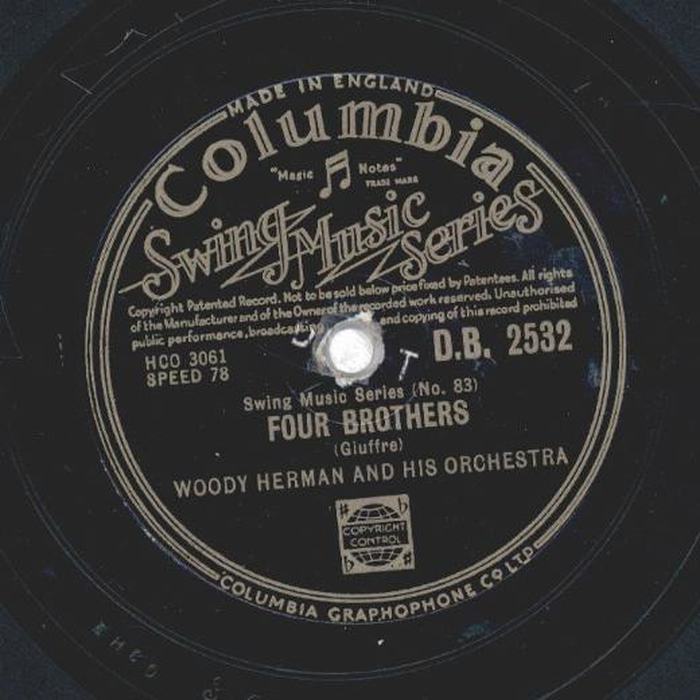 MADE IN ENGLAND
Columbia
"Magic Notes"
TRADE MARK
Swing Music Series
Copyright Patented Record. Not to be sold below price fixed by Patentees. All rights
of the Manufacturer and of the Owner of the recorded work reserved. Unauthorised
public performance, broadcasting and copying of this record prohibited
HCO 3061
SPEED 78
D.B. 2532
T
Swing Music Series (No. 83)
FOUR BROTHERS
(Giuffre)
WOODY HERMAN AND HIS ORCHESTRA
COPYRIGHT
CONTROL
COLUMBIA GRAPHOPHONE CO LTD